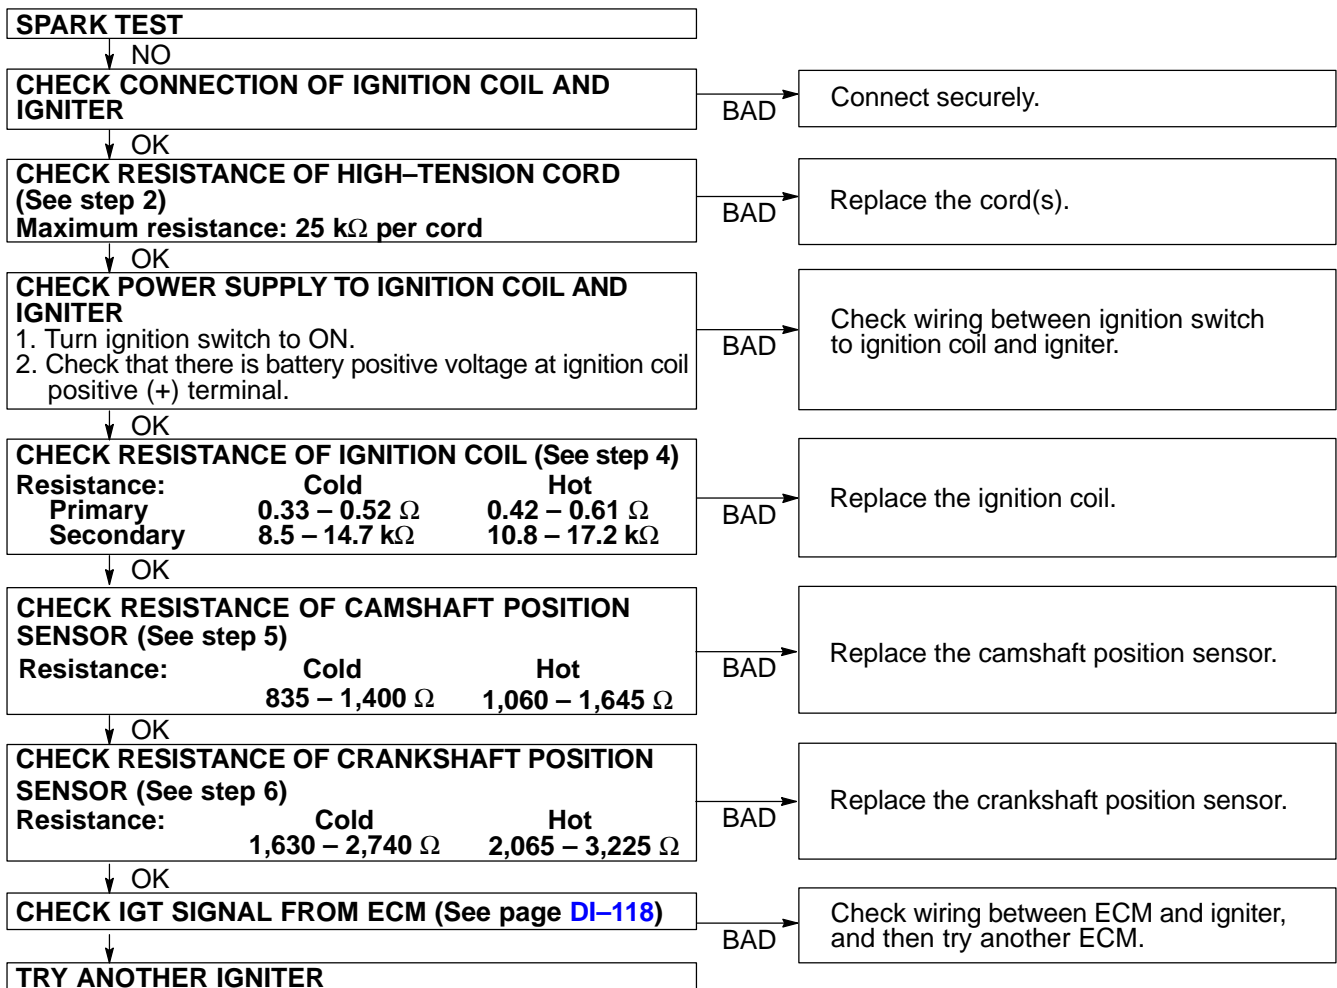 SPARK TEST
NO
CHECK CONNECTION OF IGNITION COIL AND
IGNITER
BAD
Connect securely.
OK
CHECK RESISTANCE OF HIGH–TENSION CORD
(See step 2)
Maximum resistance: 25 kΩ per cord
BAD
Replace the cord(s).
OK
CHECK POWER SUPPLY TO IGNITION COIL AND
IGNITER
1. Turn ignition switch to ON.
2. Check that there is battery positive voltage at ignition coil
positive (+) terminal.
BAD
Check wiring between ignition switch
to ignition coil and igniter.
OK
CHECK RESISTANCE OF IGNITION COIL (See step 4)
Resistance: Cold Hot
Primary 0.33 – 0.52 Ω 0.42 – 0.61 Ω
Secondary 8.5 – 14.7 kΩ 10.8 – 17.2 kΩ
BAD
Replace the ignition coil.
OK
CHECK RESISTANCE OF CAMSHAFT POSITION
SENSOR (See step 5)
Resistance: Cold Hot
835 – 1,400 Ω 1,060 – 1,645 Ω
BAD
Replace the camshaft position sensor.
OK
CHECK RESISTANCE OF CRANKSHAFT POSITION
SENSOR (See step 6)
Resistance: Cold Hot
1,630 – 2,740 Ω 2,065 – 3,225 Ω
BAD
Replace the crankshaft position sensor.
OK
CHECK IGT SIGNAL FROM ECM (See page DI–118)
BAD
Check wiring between ECM and igniter,
and then try another ECM.
TRY ANOTHER IGNITER